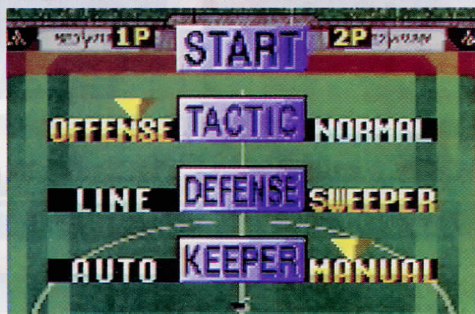 1P START 2P
OFFENSE TACTIC NORMAL
LINE DEFENSE SWEEPER
AUTO KEEPER MANUAL